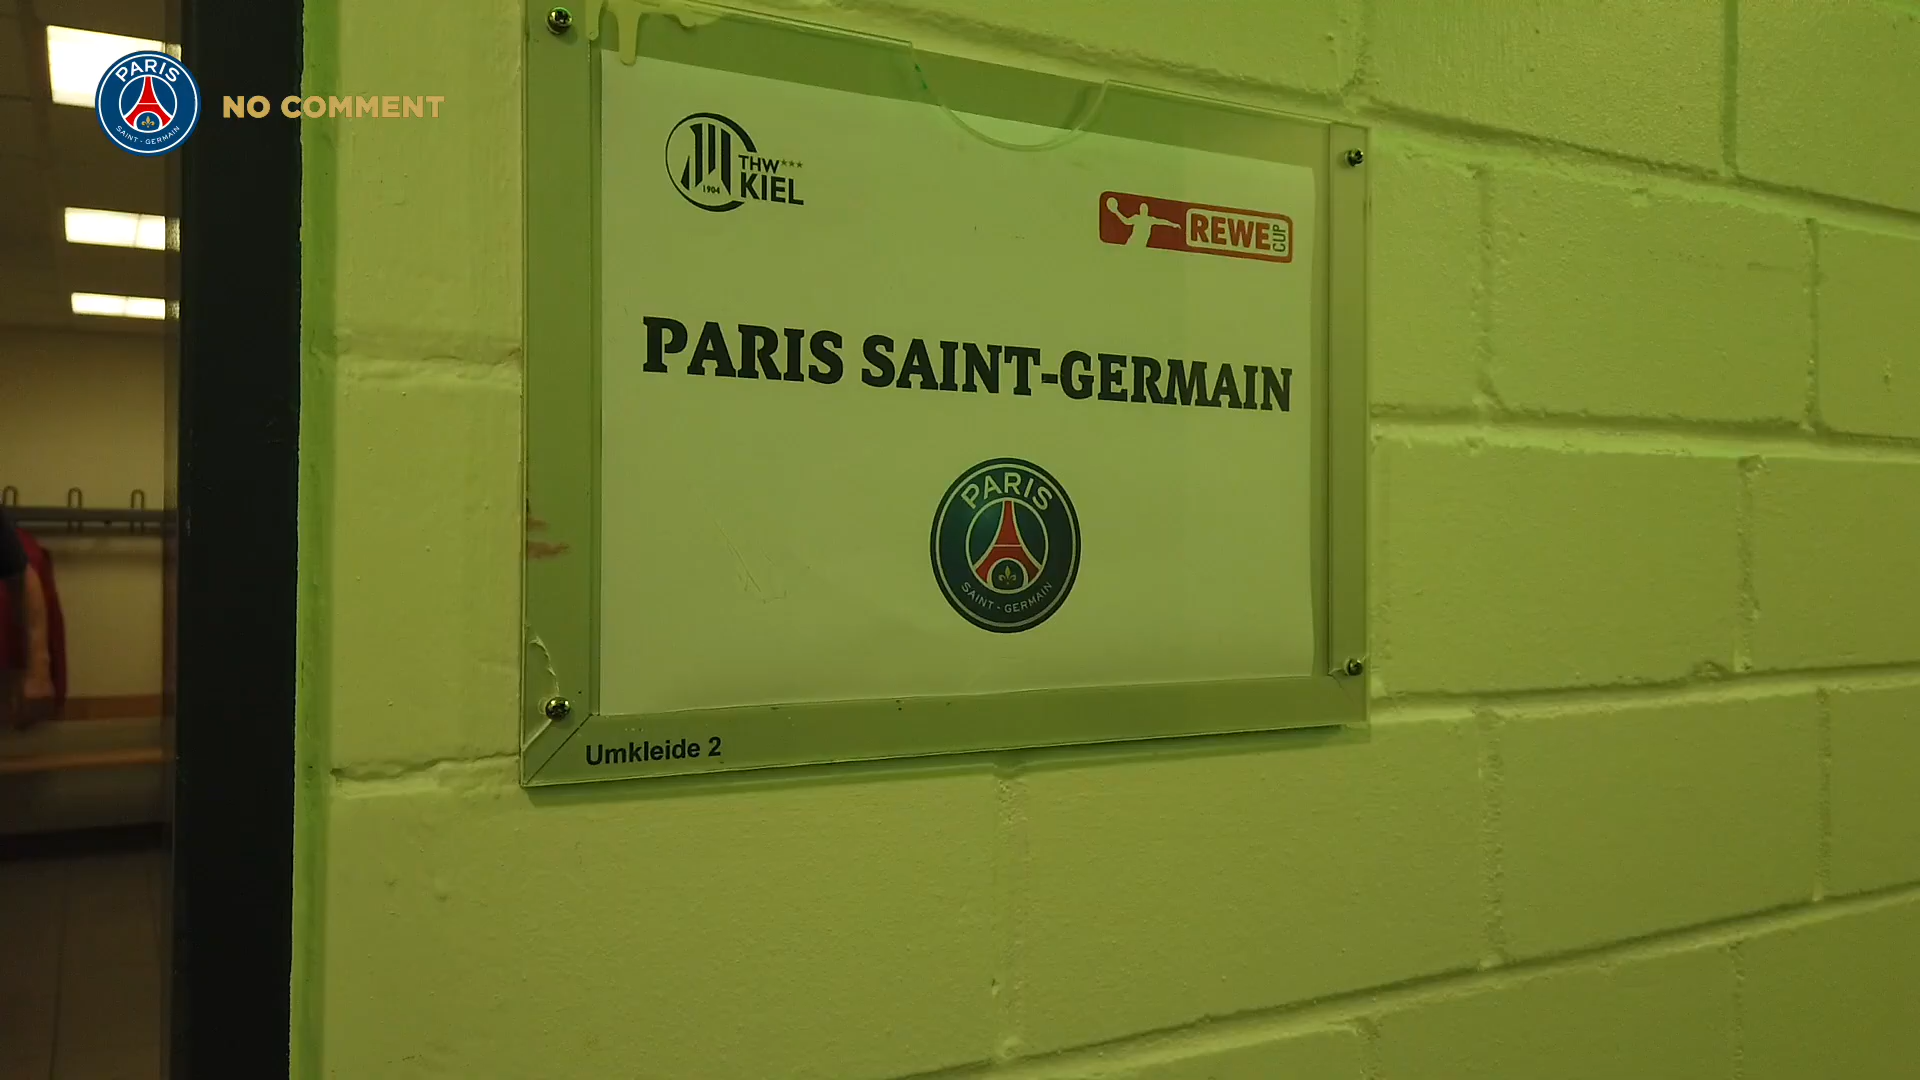 PARIS
SAINT-GERMAIN
NO COMMENT
THW***
KIEL
1904
REWE CUP
PARIS SAINT-GERMAIN
PARIS
SAINT-GERMAIN
Umkleide 2